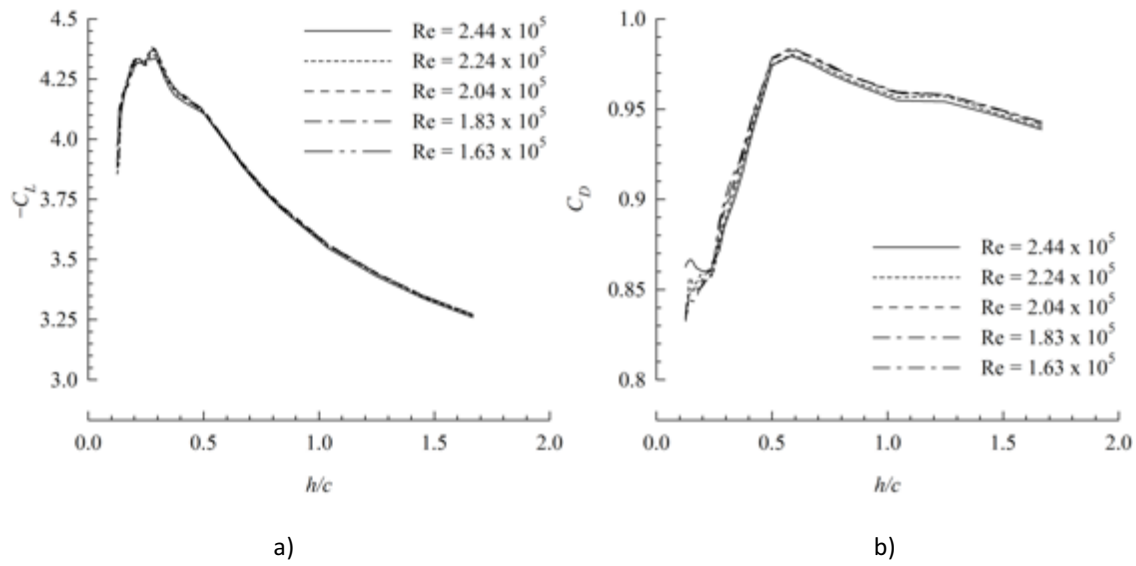 4.5
4.25
4.0
3.75
3.5
3.25
3.0
−C_L
Re = 2.44 x 10^5
Re = 2.24 x 10^5
Re = 2.04 x 10^5
Re = 1.83 x 10^5
Re = 1.63 x 10^5
0.0 0.5 1.0 1.5 2.0
h/c
a)
1.0
0.95
0.9
0.85
0.8
C_D
Re = 2.44 x 10^5
Re = 2.24 x 10^5
Re = 2.04 x 10^5
Re = 1.83 x 10^5
Re = 1.63 x 10^5
0.0 0.5 1.0 1.5 2.0
h/c
b)